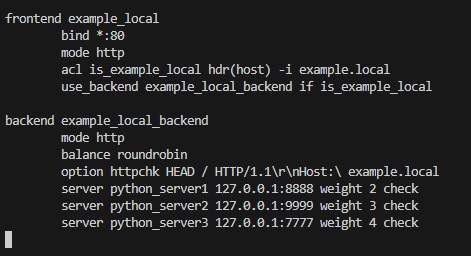 frontend example_local
        bind *:80
        mode http
        acl is_example_local hdr(host) -i example.local
        use_backend example_local_backend if is_example_local

backend example_local_backend
        mode http
        balance roundrobin
        option httpchk HEAD / HTTP/1.1\r\nHost:\ example.local
        server python_server1 127.0.0.1:8888 weight 2 check
        server python_server2 127.0.0.1:9999 weight 3 check
        server python_server3 127.0.0.1:7777 weight 4 check